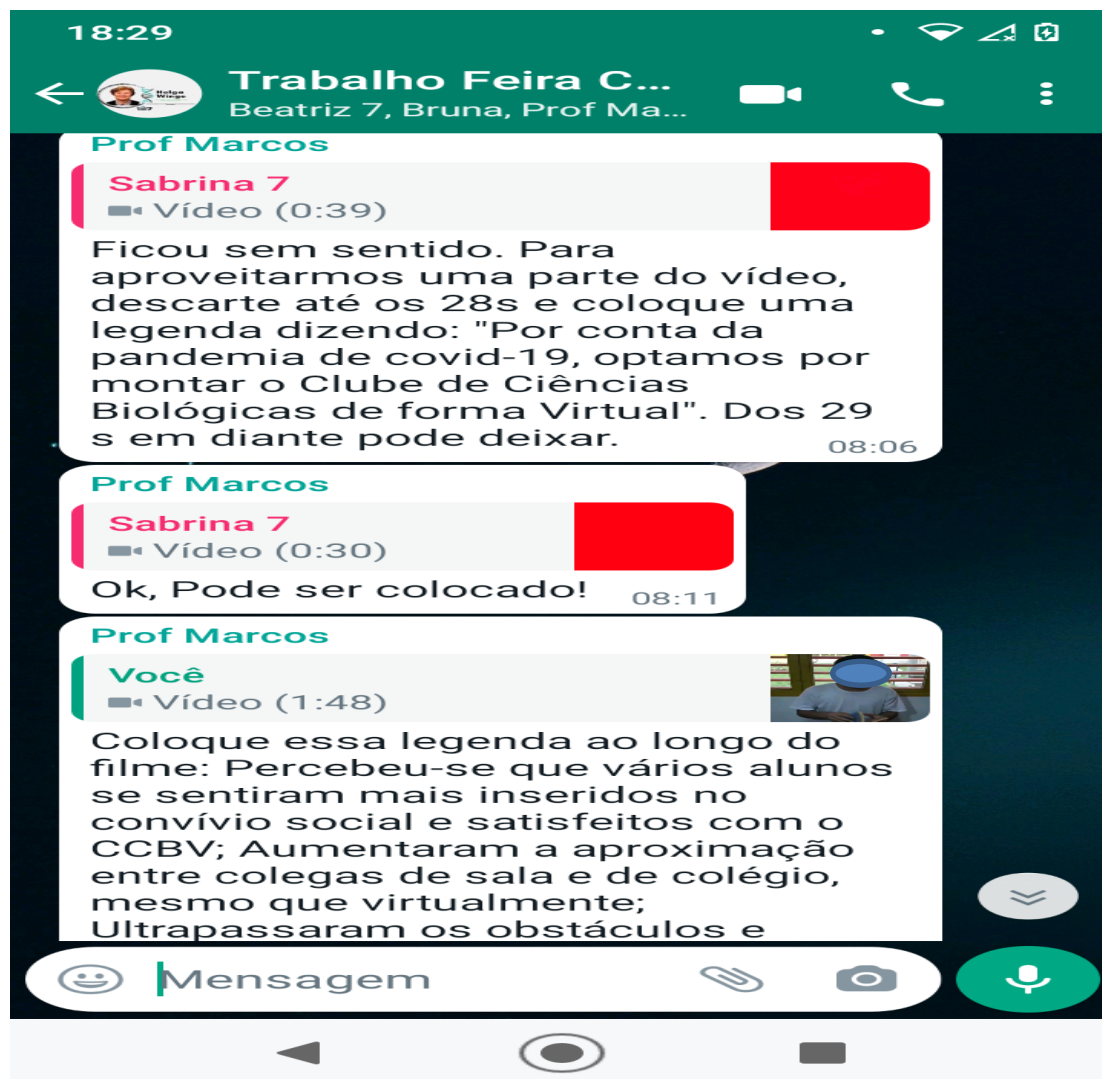 18:29
Trabalho Feira C...
Beatriz 7, Bruna, Prof Ma...
Prof Marcos
Sabrina 7
Vídeo (0:39)
Ficou sem sentido. Para
aproveitarmos uma parte do vídeo,
descarte até os 28s e coloque uma
legenda dizendo: "Por conta da
pandemia de covid-19, optamos por
montar o Clube de Ciências
Biológicas de forma Virtual". Dos 29
s em diante pode deixar.
08:06
Prof Marcos
Sabrina 7
Vídeo (0:30)
Ok, Pode ser colocado!
08:11
Prof Marcos
Você
Vídeo (1:48)
Coloque essa legenda ao longo do
filme: Percebeu-se que vários alunos
se sentiram mais inseridos no
convívio social e satisfeitos com o
CCBV; Aumentaram a aproximação
entre colegas de sala e de colégio,
mesmo que virtualmente;
Ultrapassaram os obstáculos e
Mensagem